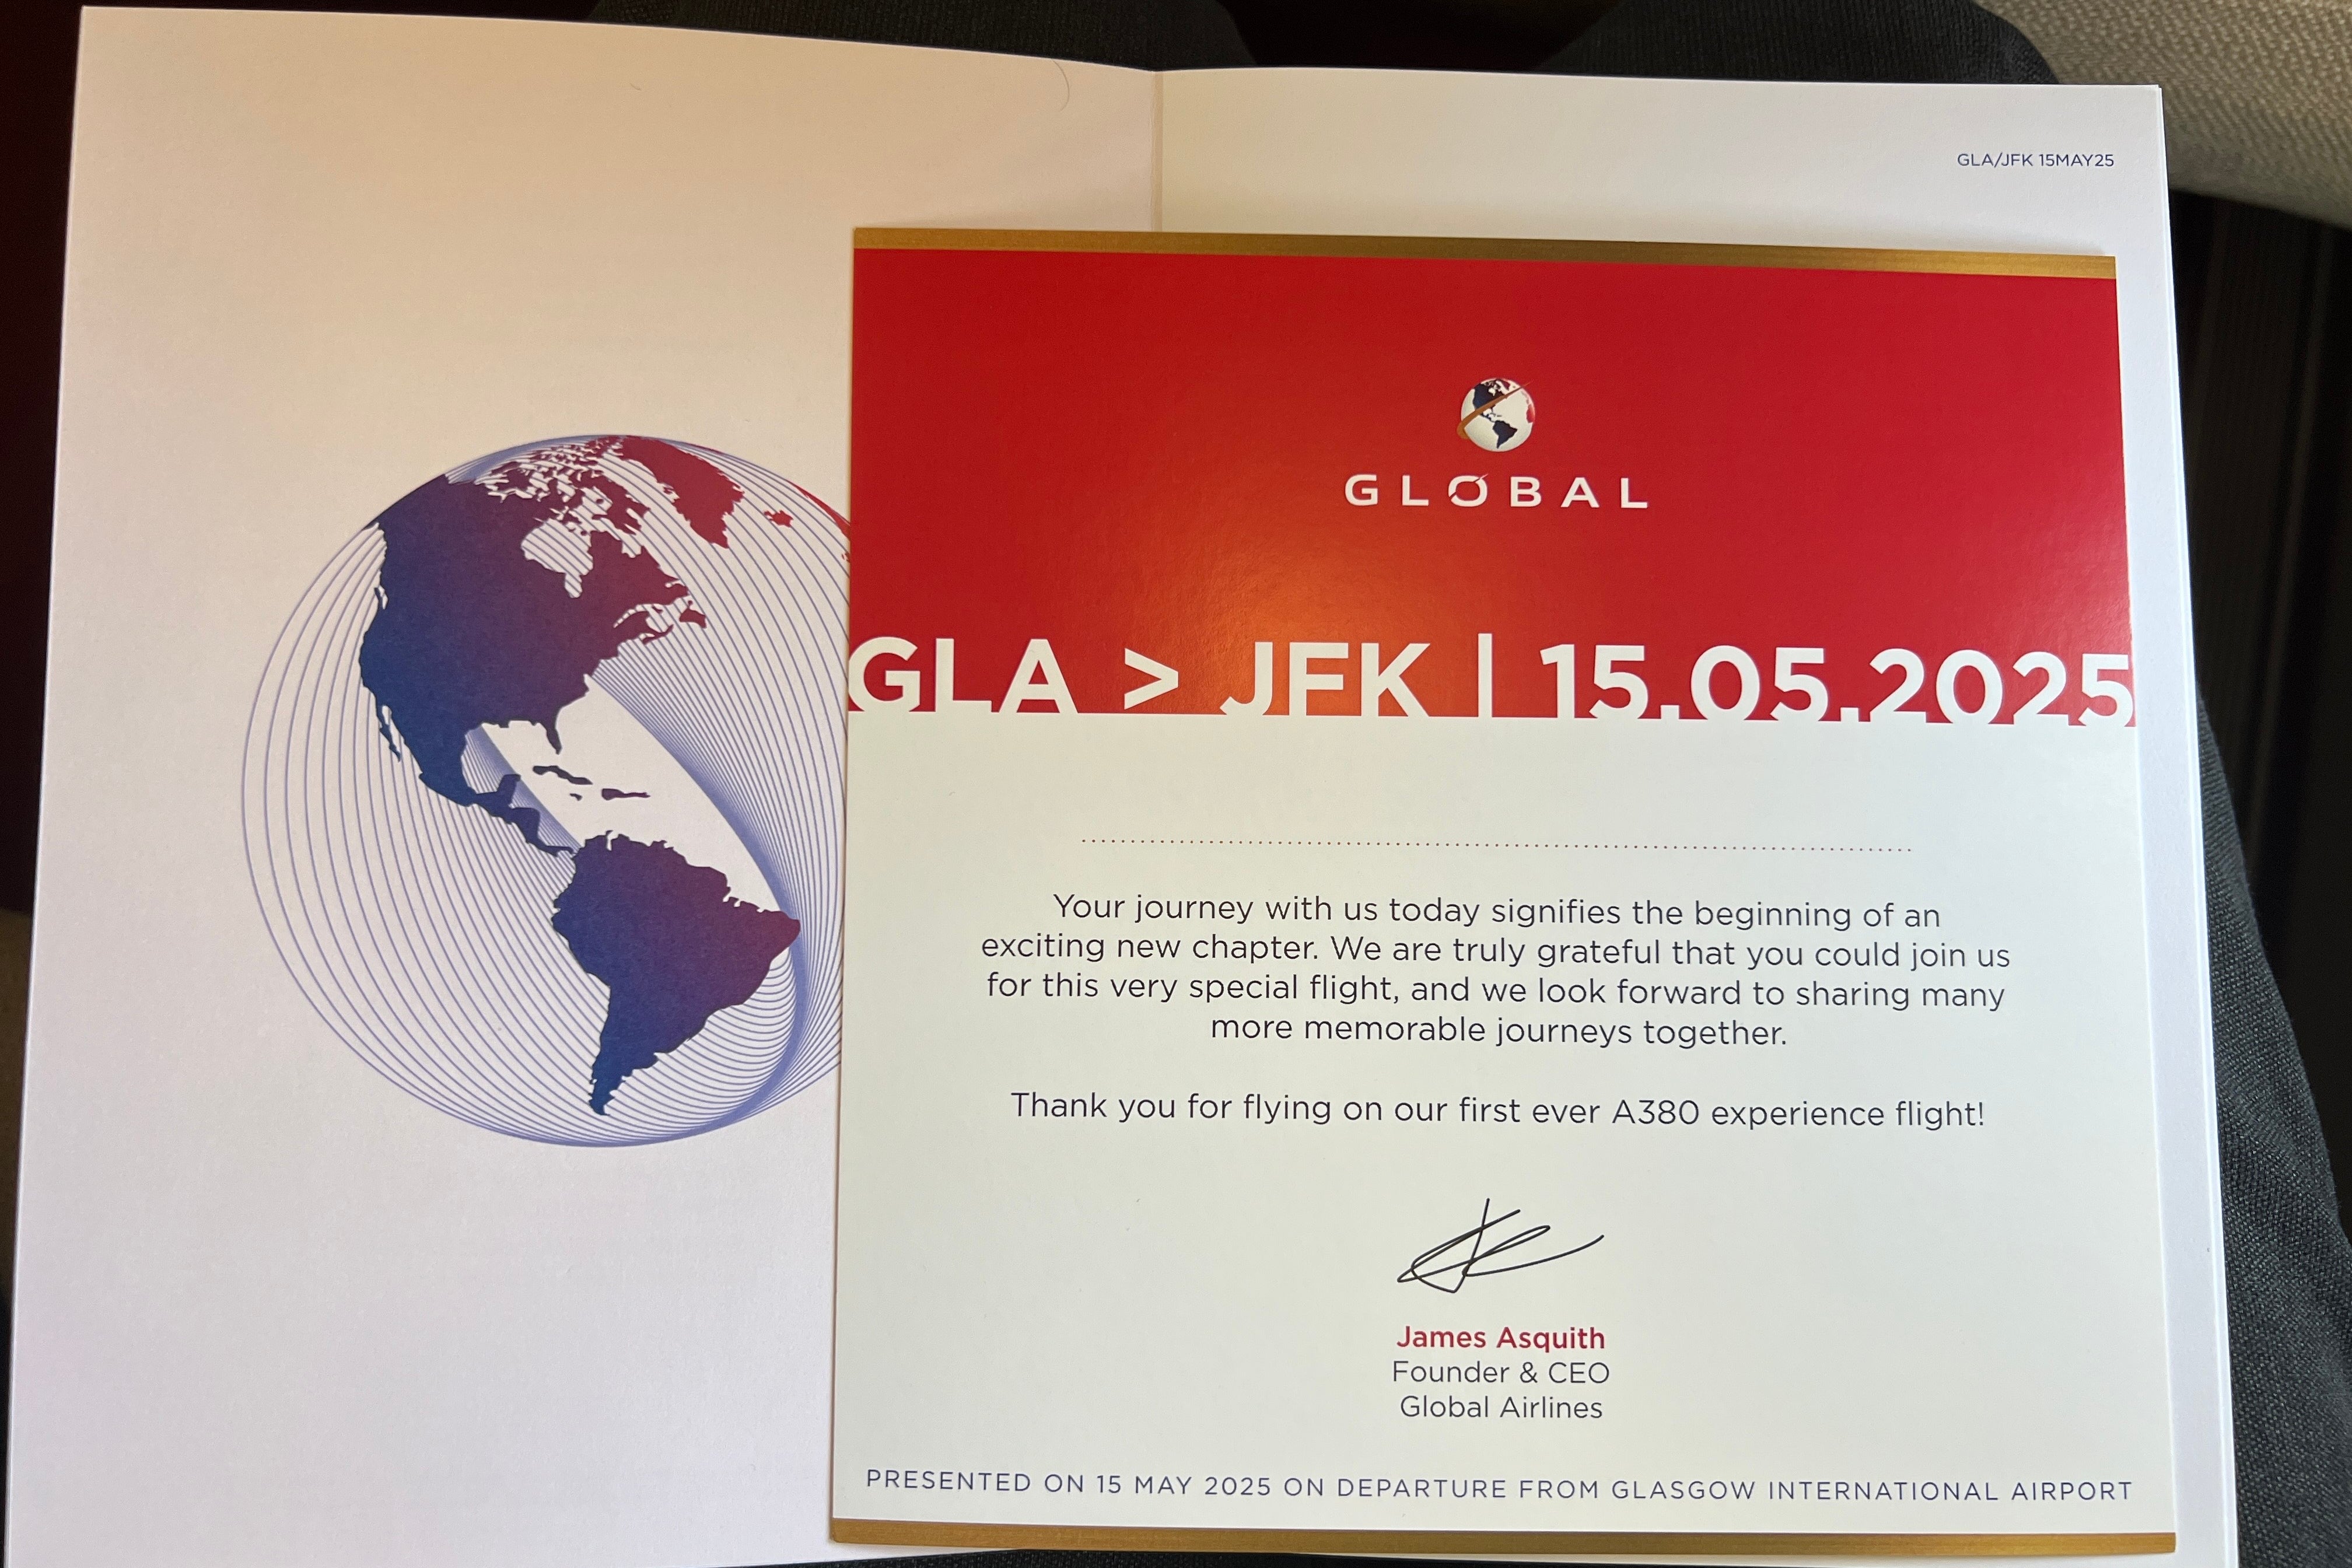 GLA/JFK 15MAY25
GLOBAL
GLA > JFK | 15.05.2025
Your journey with us today signifies the beginning of an
exciting new chapter. We are truly grateful that you could join us
for this very special flight, and we look forward to sharing many
more memorable journeys together.
Thank you for flying on our first ever A380 experience flight!
James Asquith
Founder & CEO
Global Airlines
PRESENTED ON 15 MAY 2025 ON DEPARTURE FROM GLASGOW INTERNATIONAL AIRPORT